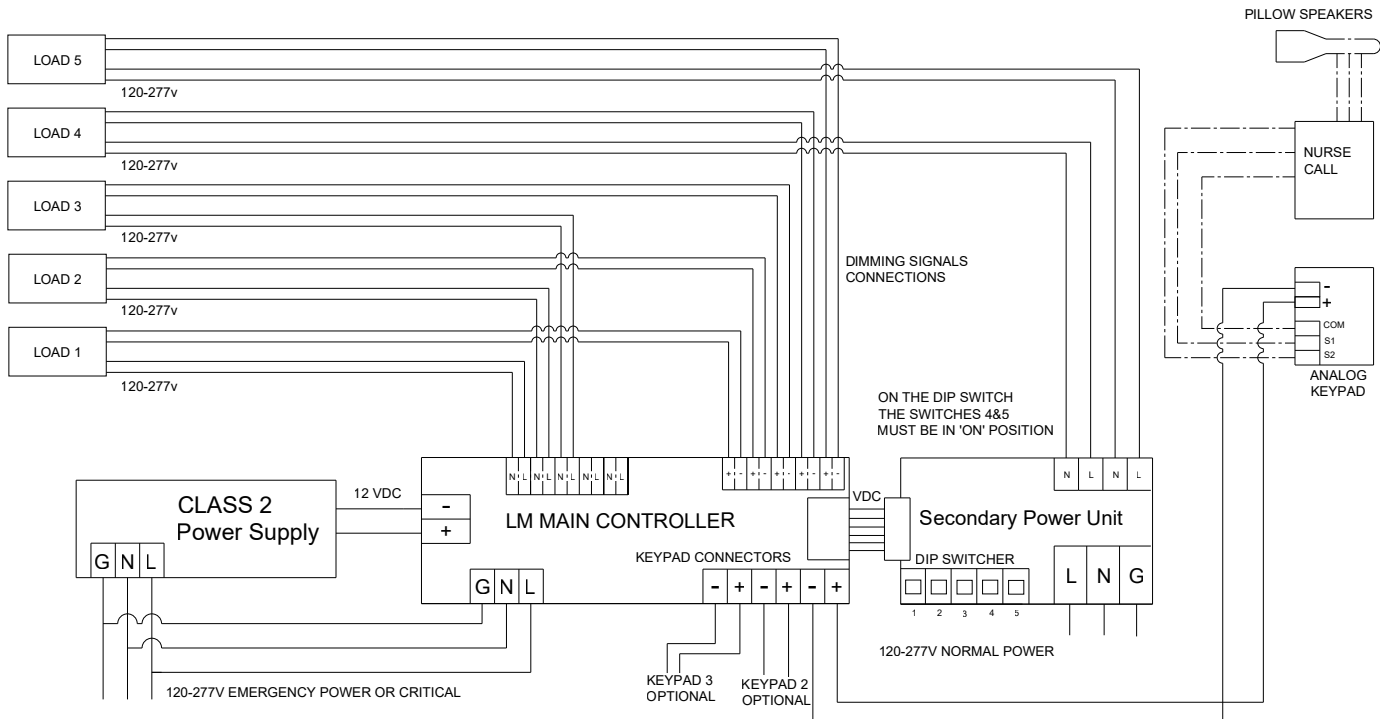 PILLOW SPEAKERS
LOAD 5
120-277v
LOAD 4
120-277v
NURSE
CALL
LOAD 3
120-277v
LOAD 2
120-277v
DIMMING SIGNALS
CONNECTIONS
-
+
COM
S1
S2
ANALOG
KEYPAD
LOAD 1
120-277v
ON THE DIP SWITCH
THE SWITCHES 4&5
MUST BE IN 'ON' POSITION
N L N L N L N L N L
+ - + - + - + - + -
N L N L
CLASS 2
Power Supply
G N L
12 VDC
-
+
LM MAIN CONTROLLER
VDC
Secondary Power Unit
KEYPAD CONNECTORS
G N L
- + - + - +
DIP SWITCHER
1 2 3 4 5
L N G
120-277V NORMAL POWER
120-277V EMERGENCY POWER OR CRITICAL
KEYPAD 3
OPTIONAL
KEYPAD 2
OPTIONAL